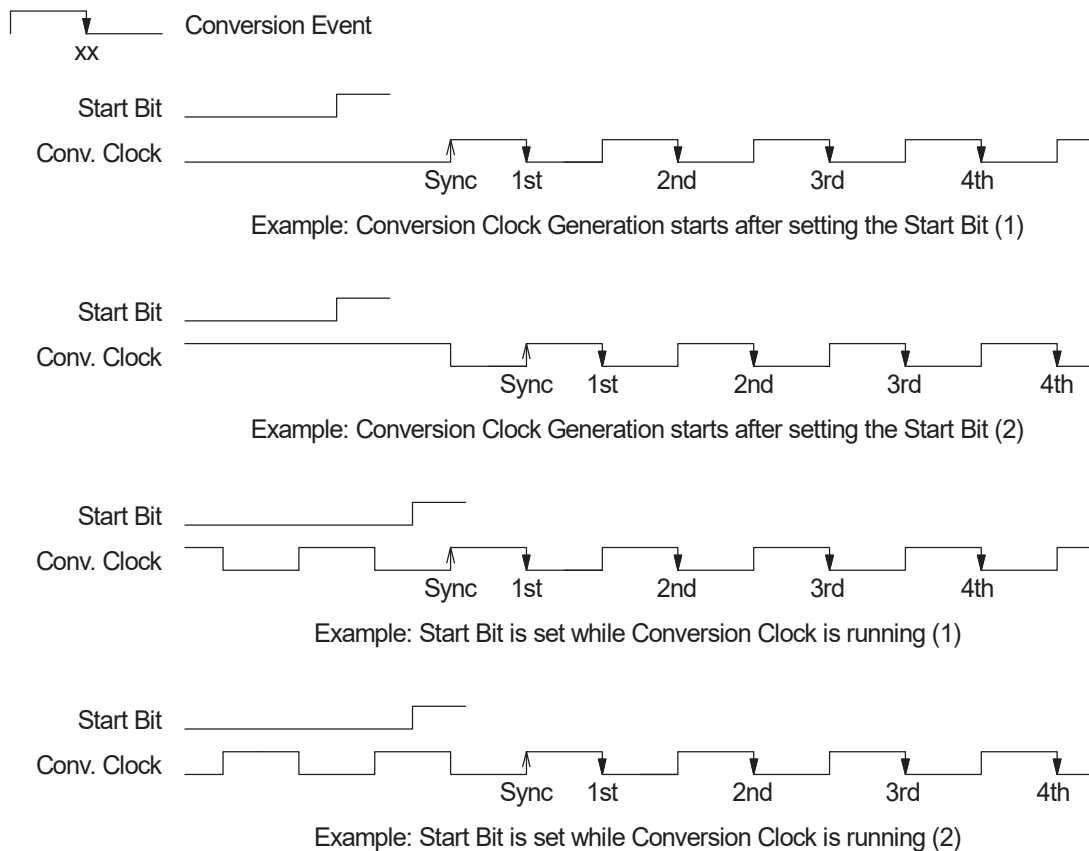 Conversion Event
xx
Start Bit
Conv. Clock
Sync 1st 2nd 3rd 4th
Example: Conversion Clock Generation starts after setting the Start Bit (1)
Start Bit
Conv. Clock
Sync 1st 2nd 3rd 4th
Example: Conversion Clock Generation starts after setting the Start Bit (2)
Start Bit
Conv. Clock
Sync 1st 2nd 3rd 4th
Example: Start Bit is set while Conversion Clock is running (1)
Start Bit
Conv. Clock
Sync 1st 2nd 3rd 4th
Example: Start Bit is set while Conversion Clock is running (2)